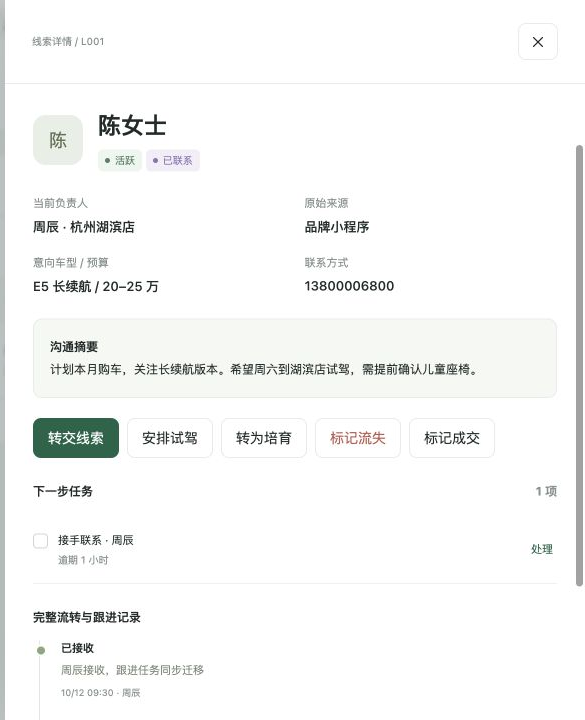 线索详情 / L001
陈
陈女士
活跃 已联系
当前负责人
周辰 · 杭州湖滨店
原始来源
品牌小程序
意向车型 / 预算
E5 长续航 / 20–25 万
联系方式
13800006800
沟通摘要
计划本月购车，关注长续航版本。希望周六到湖滨店试驾，需提前确认儿童座椅。
转交线索 安排试驾 转为培育 标记流失 标记成交
下一步任务 1 项
接手联系 · 周辰
逾期 1 小时
处理
完整流转与跟进记录
已接收
周辰接收，跟进任务同步迁移
10/12 09:30 · 周辰